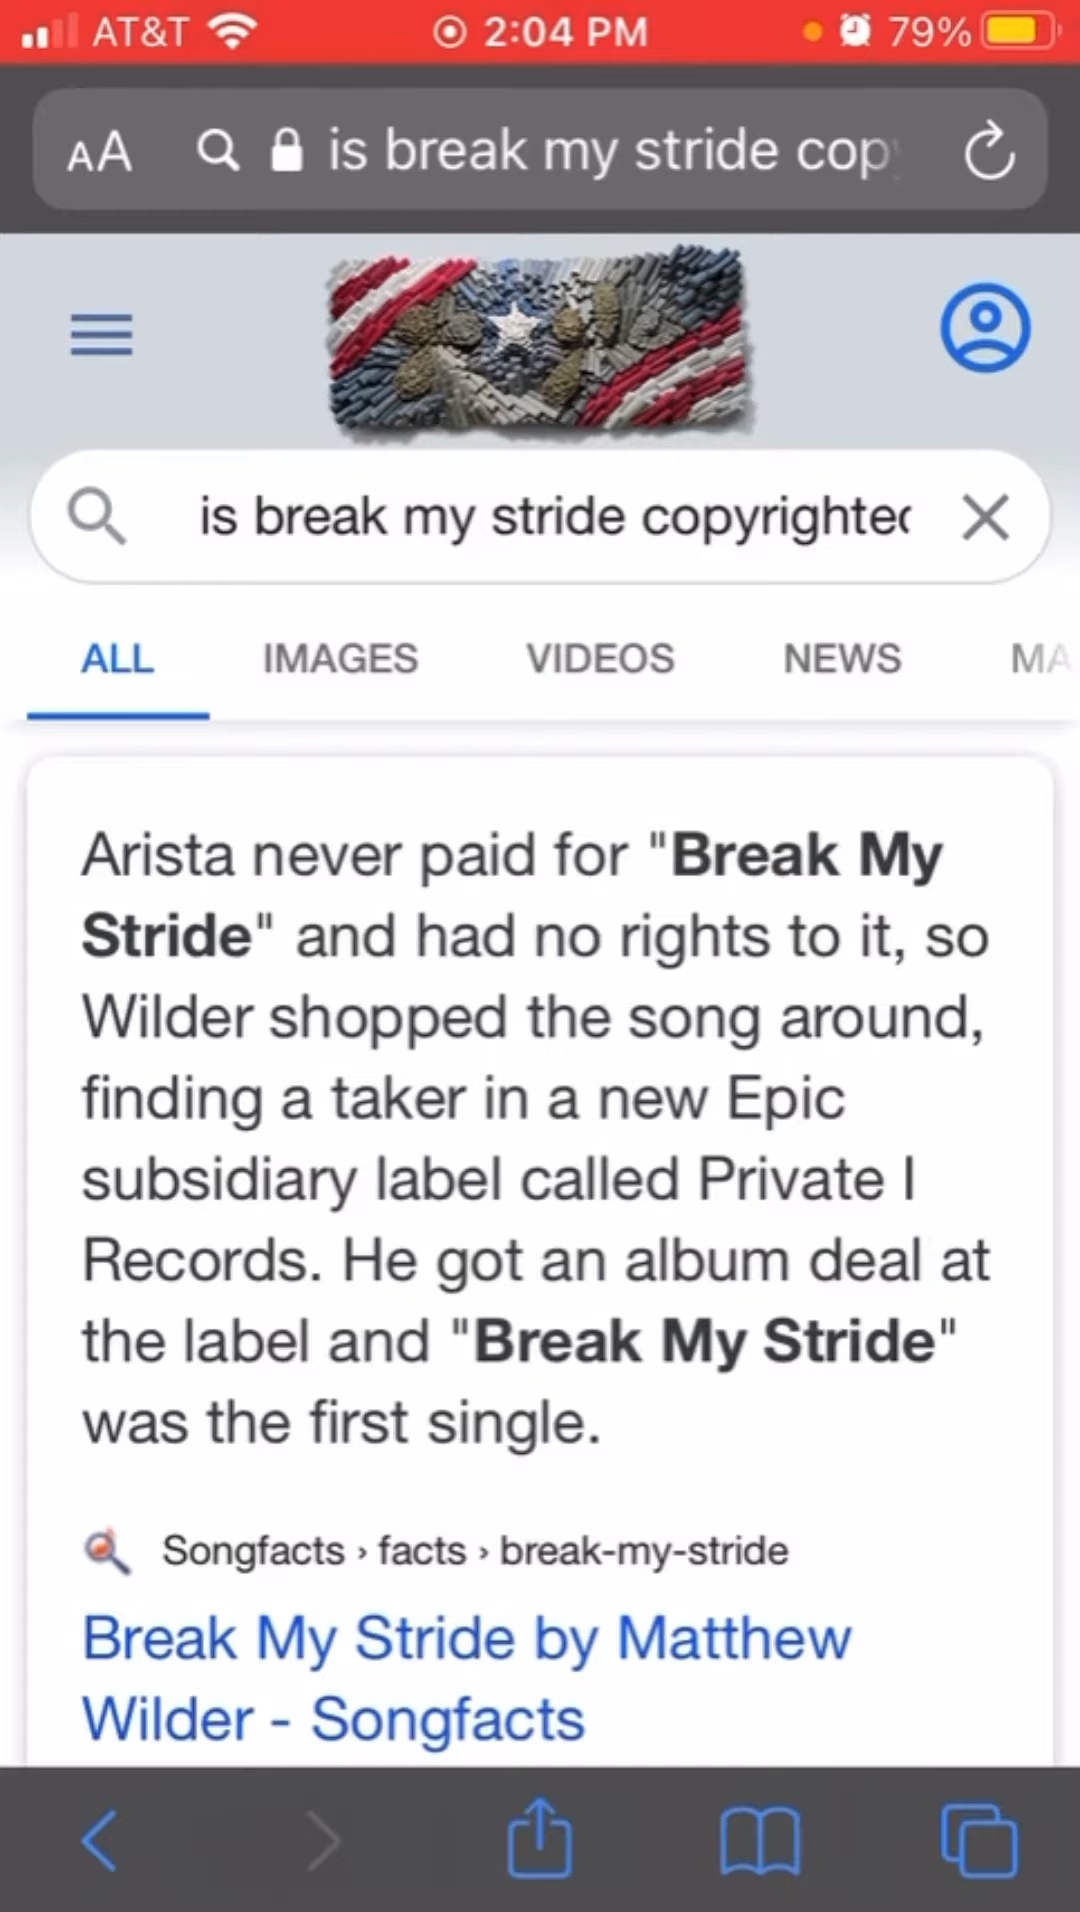 AT&T 2:04 PM 79%
AA is break my stride cop
is break my stride copyrighted
ALL IMAGES VIDEOS NEWS MA
Arista never paid for "Break My
Stride" and had no rights to it, so
Wilder shopped the song around,
finding a taker in a new Epic
subsidiary label called Private I
Records. He got an album deal at
the label and "Break My Stride"
was the first single.
Songfacts › facts › break-my-stride
Break My Stride by Matthew
Wilder - Songfacts